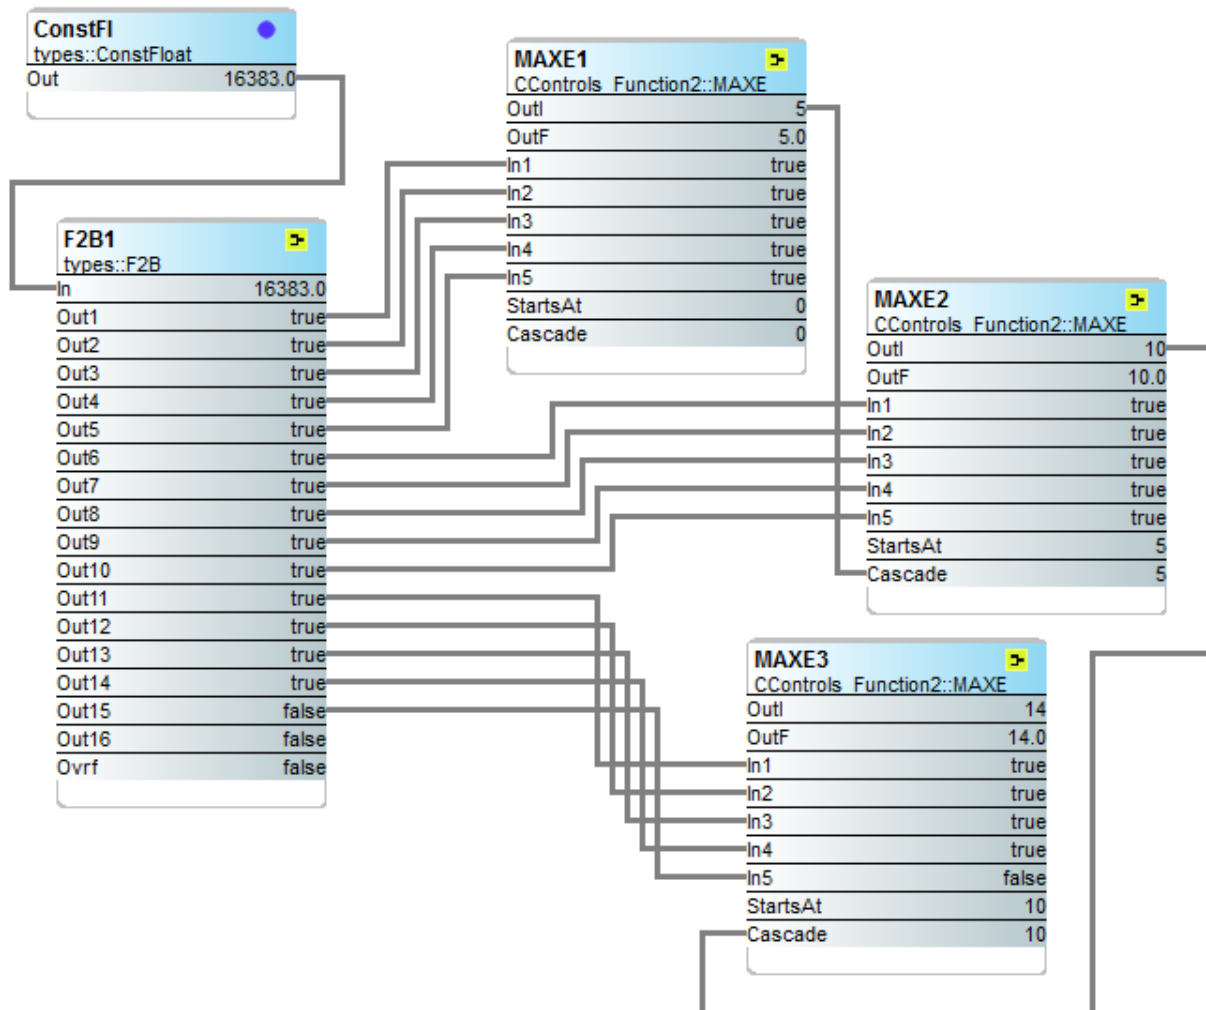 ConstFl
types::ConstFloat
Out 16383.0
MAXE1
CControls_Function2::MAXE
OutI 5
OutF 5.0
In1 true
In2 true
In3 true
In4 true
In5 true
StartsAt 0
Cascade 0
F2B1
types::F2B
In 16383.0
Out1 true
Out2 true
Out3 true
Out4 true
Out5 true
Out6 true
Out7 true
Out8 true
Out9 true
Out10 true
Out11 true
Out12 true
Out13 true
Out14 true
Out15 false
Out16 false
Ovrf false
MAXE2
CControls_Function2::MAXE
OutI 10
OutF 10.0
In1 true
In2 true
In3 true
In4 true
In5 true
StartsAt 5
Cascade 5
MAXE3
CControls_Function2::MAXE
OutI 14
OutF 14.0
In1 true
In2 true
In3 true
In4 true
In5 false
StartsAt 10
Cascade 10